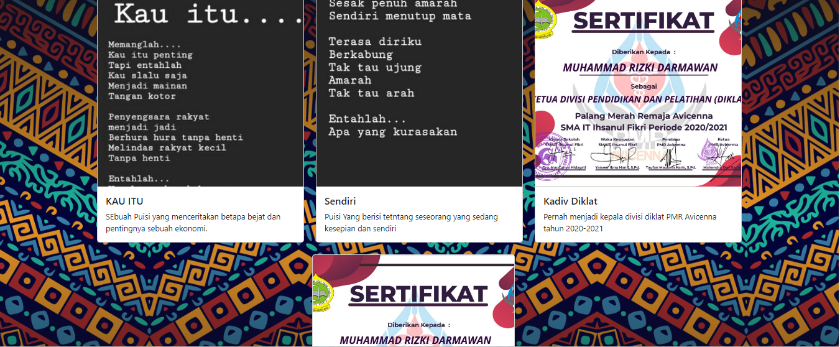 Kau itu....
Memanglah....
Kau itu penting
Tapi entahlah
Kau slalu saja
Menjadi mainan
Tangan kotor
Penyengsara rakyat
menjadi jadi
Berhura hura tanpa henti
Melindas rakyat kecil
Tanpa henti
Entahlah...
KAU ITU
SEbuah Puisi yang menceritakan betapa bejat dan
pentingnya sebuah ekonomi.
Sesak penuh amarah
Sendiri menutup mata
Terasa diriku
Berkabung
Tak tau ujung
Amarah
Tak tau arah
Entahlah...
Apa yang kurasakan
Sendiri
Puisi Yang berisi tetntang seseorang yang sedang
kesepian dan sendiri
SERTIFIKAT
Diberikan Kepada :
MUHAMMAD RIZKI DARMAWAN
Sebagai
ETUA DIVISI PENDIDIKAN DAN PELATIHAN (DIKLA
Palang Merah Remaja Avicenna
SMA IT Ihsanul Fikri Periode 2020/2021
Kadiv Diklat
Pernah menjadi kepala divisi diklat PMR Avicenna
tahun 2020-2021
SERTIFIKAT
Diberikan Kepada :
MUHAMMAD RIZKI DARMAWAN